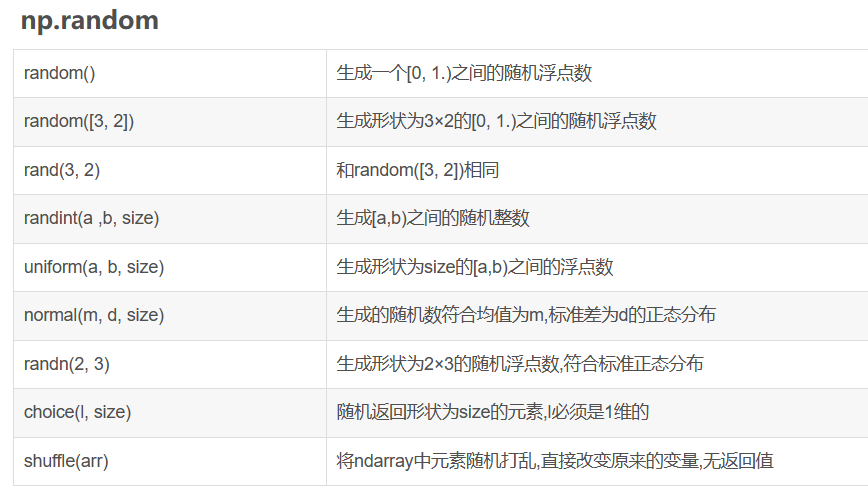 np.random
random() 生成一个[0, 1.)之间的随机浮点数
random([3, 2]) 生成形状为3×2的[0, 1.)之间的随机浮点数
rand(3, 2) 和random([3, 2])相同
randint(a ,b, size) 生成[a,b)之间的随机整数
uniform(a, b, size) 生成形状为size的[a,b)之间的浮点数
normal(m, d, size) 生成的随机数符合均值为m,标准差为d的正态分布
randn(2, 3) 生成形状为2×3的随机浮点数,符合标准正态分布
choice(l, size) 随机返回形状为size的元素,l必须是1维的
shuffle(arr) 将ndarray中元素随机打乱,直接改变原来的变量,无返回值